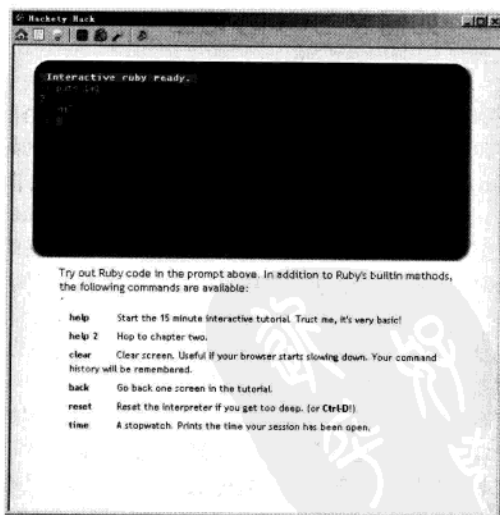 Hackety Hack
Interactive ruby ready.
Try out Ruby code in the prompt above. In addition to Ruby's builtin methods,
the following commands are available:
help Start the 15 minute interactive tutorial. Trust me, it's very basic!
help 2 Hop to chapter two.
clear Clear screen. Useful if your browser starts slowing down. Your command
history will be remembered.
back Go back one screen in the tutorial.
reset Reset the interpreter if you get too deep. (or Ctrl-D!)
time A stopwatch. Prints the time your session has been open.